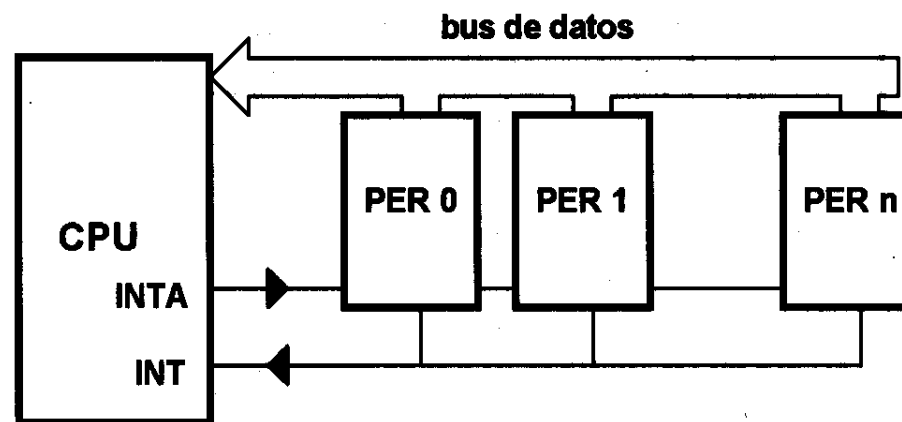 bus de datos
PER 0
PER 1
PER n
CPU
INTA
INT